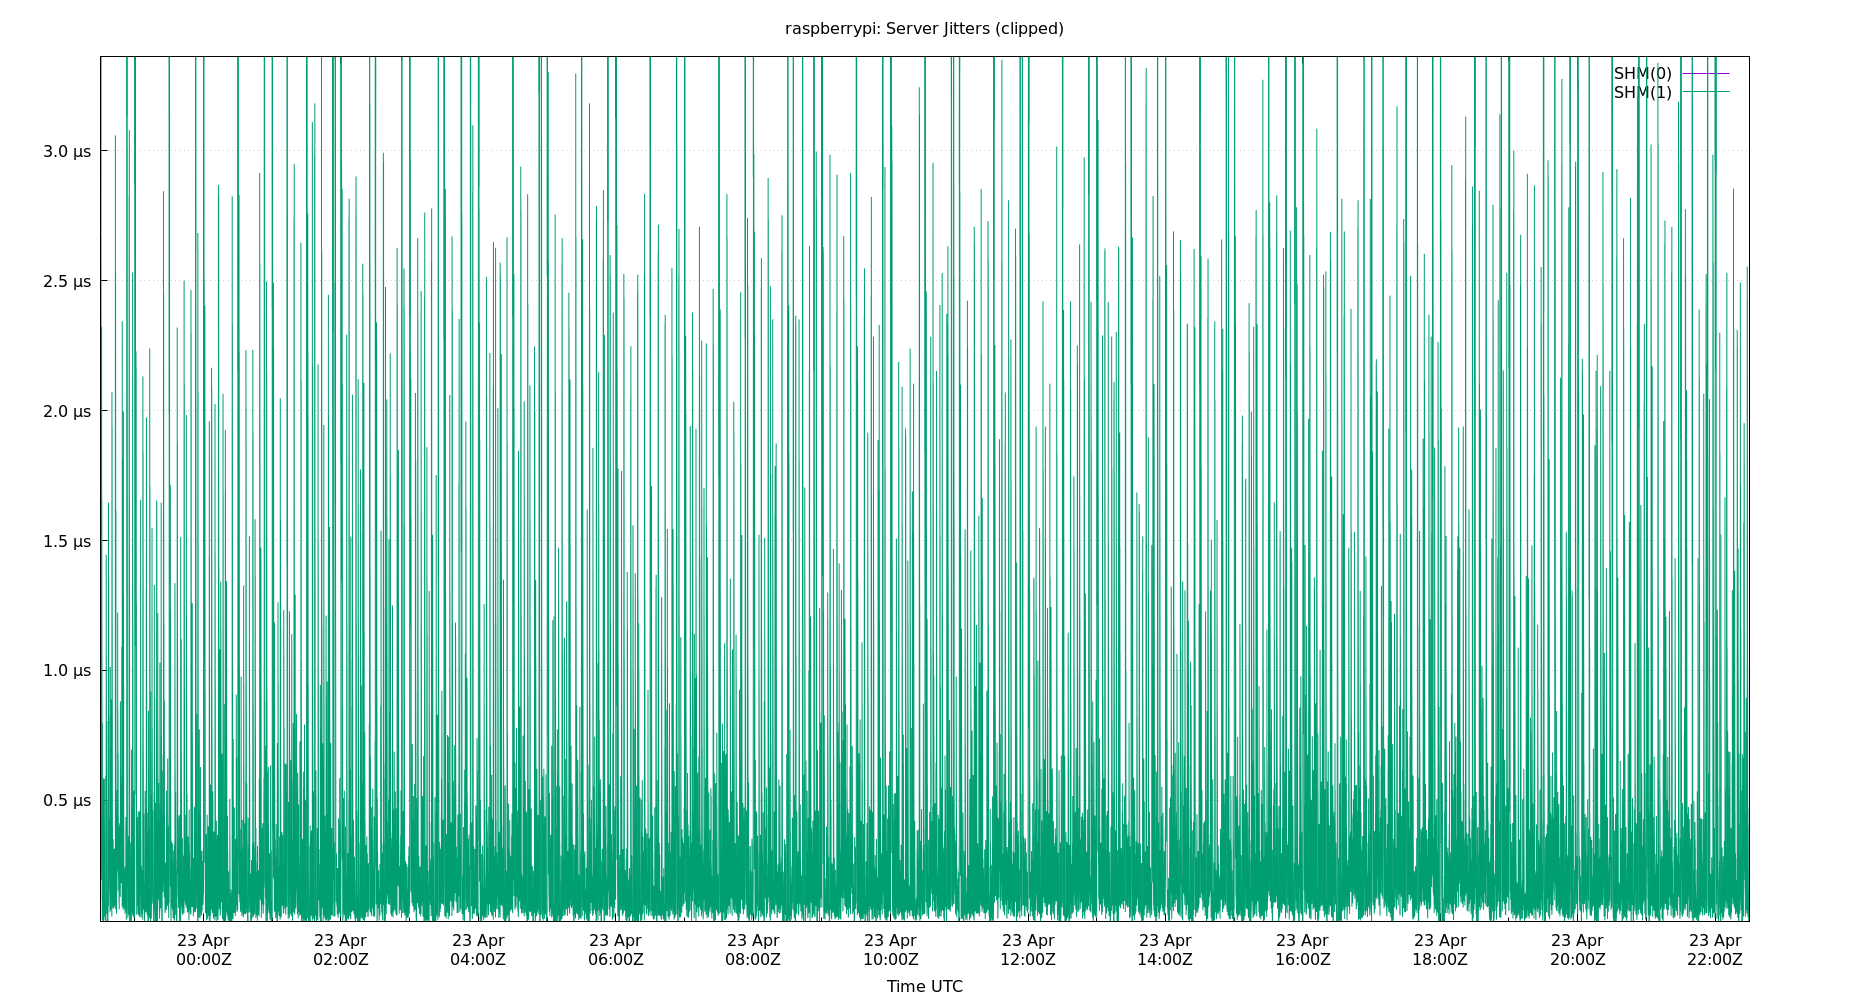 raspberrypi: Server Jitters (clipped)
SHM(0)
SHM(1)
3.0 µs
2.5 µs
2.0 µs
1.5 µs
1.0 µs
0.5 µs
23 Apr 23 Apr 23 Apr 23 Apr 23 Apr 23 Apr 23 Apr 23 Apr 23 Apr 23 Apr 23 Apr 23 Apr
00:00Z 02:00Z 04:00Z 06:00Z 08:00Z 10:00Z 12:00Z 14:00Z 16:00Z 18:00Z 20:00Z 22:00Z
Time UTC